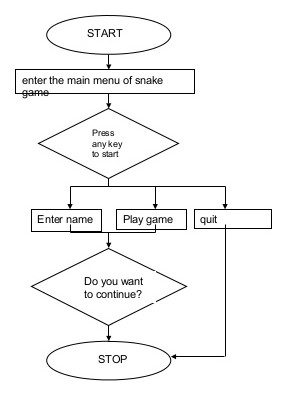 START
enter the main menu of snake
game
Press
any key
to start
Enter name
Play game
quit
Do you want
to continue?
STOP